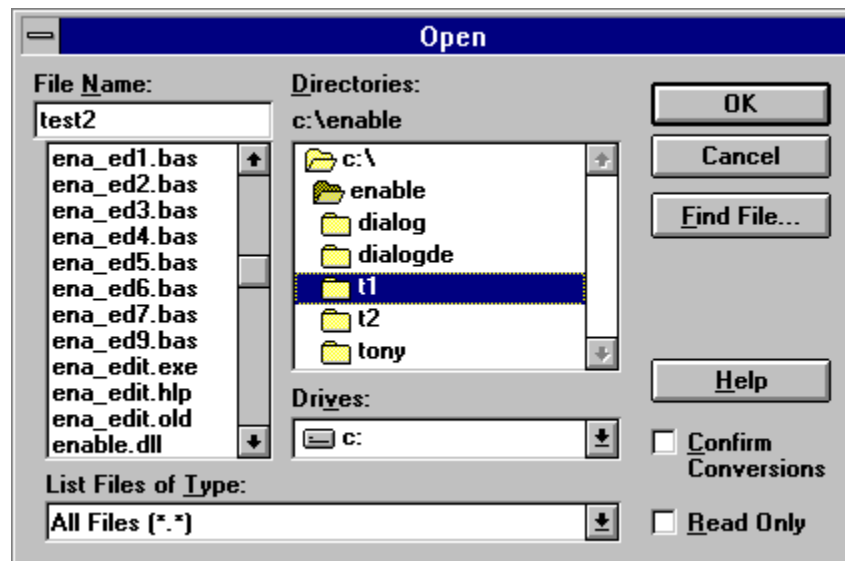 Open
File Name:
test2
ena_ed1.bas
ena_ed2.bas
ena_ed3.bas
ena_ed4.bas
ena_ed5.bas
ena_ed6.bas
ena_ed7.bas
ena_ed9.bas
ena_edit.exe
ena_edit.hlp
ena_edit.old
enable.dll
List Files of Type:
All Files (*.*)
Directories:
c:\enable
c:\
enable
dialog
dialogde
t1
t2
tony
Drives:
c:
OK
Cancel
Find File...
Help
Confirm
Conversions
Read Only